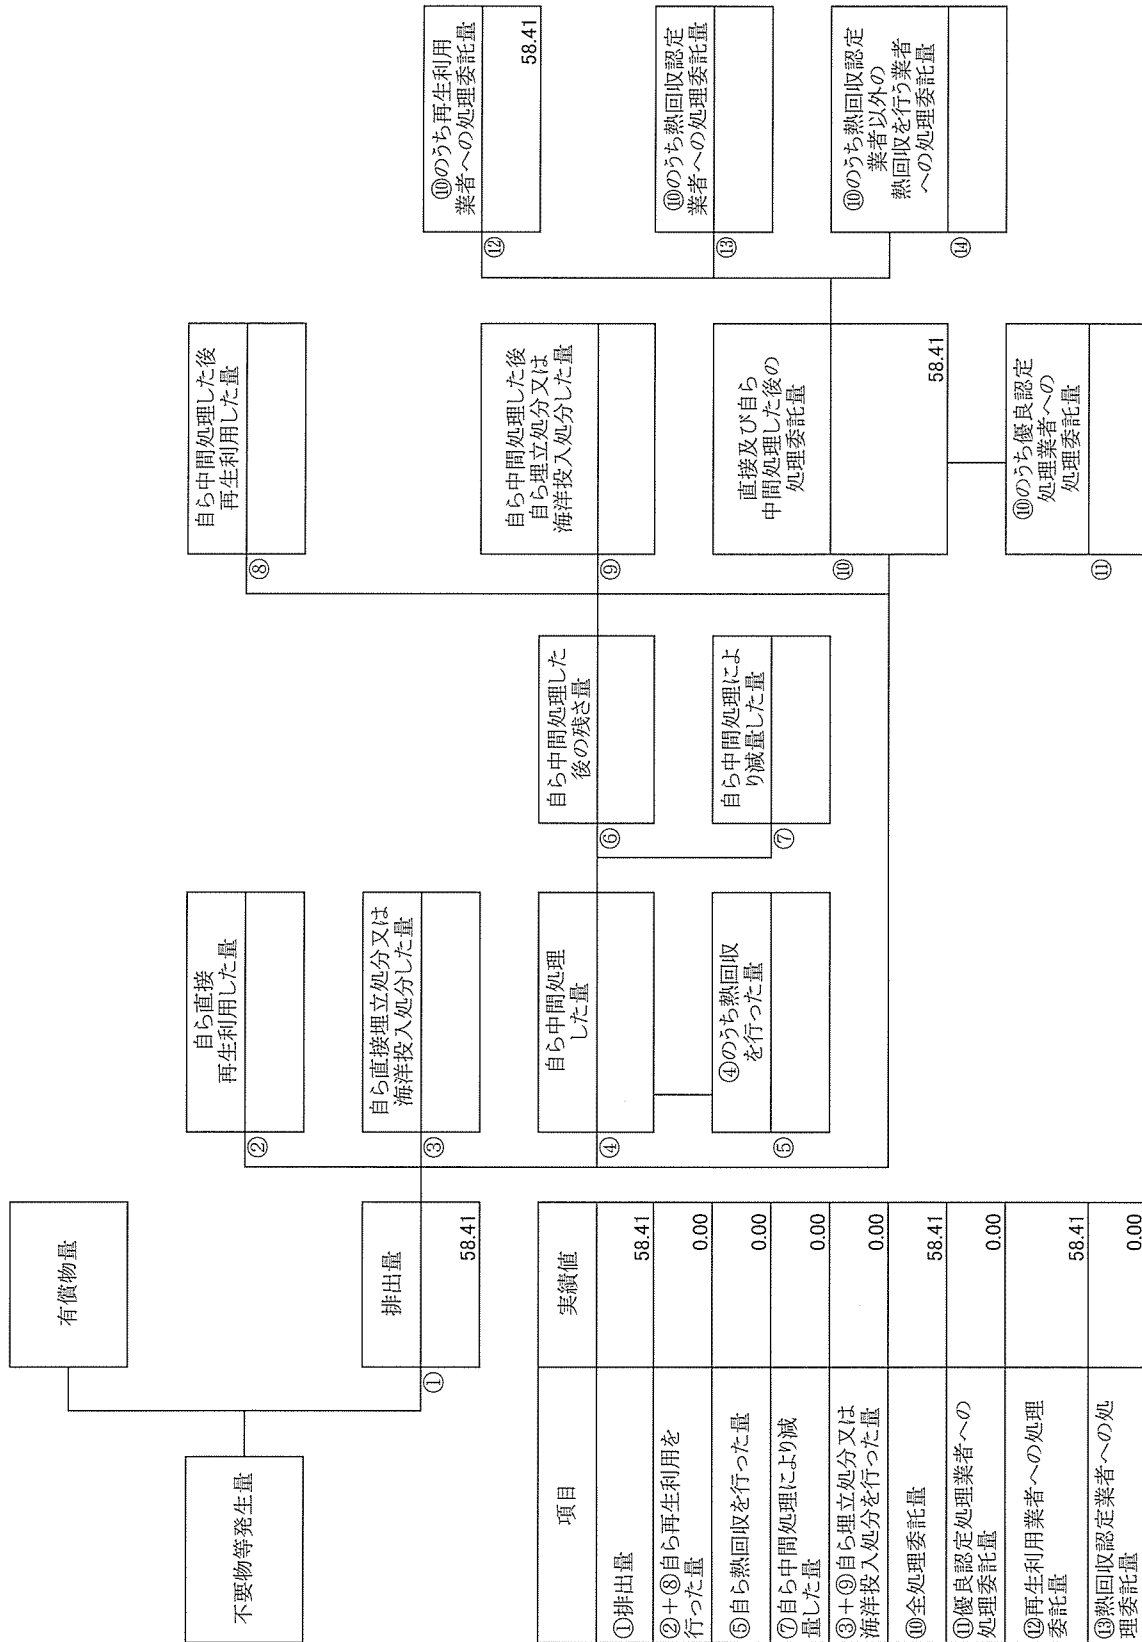 不要物等発生量
有償物量
排出量
①
58.41
自ら直接
再生利用した量
②
自ら直接埋立処分又は
海洋投入処分した量
③
自ら中間処理
した量
④
④のうち熱回収
を行った量
⑤
自ら中間処理した
後の残さ量
⑥
自ら中間処理によ
り減量した量
⑦
自ら中間処理した後
再生利用した量
⑧
自ら中間処理した後
自ら埋立処分又は
海洋投入処分した量
⑨
直接及び自ら
中間処理した後の
処理委託量
⑩
58.41
⑩のうち優良認定
処理業者への
処理委託量
⑪
⑩のうち再生利用
業者への処理委託量
⑫
58.41
⑩のうち熱回収認定
業者への処理委託量
⑬
⑩のうち熱回収認定
業者以外の
熱回収を行う業者
への処理委託量
⑭
項目 実績値
①排出量 58.41
②+⑧自ら再生利用を
行った量 0.00
⑤自ら熱回収を行った量 0.00
⑦自ら中間処理により減
量した量 0.00
③+⑨自ら埋立処分又は
海洋投入処分を行った量 0.00
⑩全処理委託量 58.41
⑪優良認定処理業者への
処理委託量 0.00
⑫再生利用業者への処理
委託量 58.41
⑬熱回収認定業者への処
理委託量 0.00